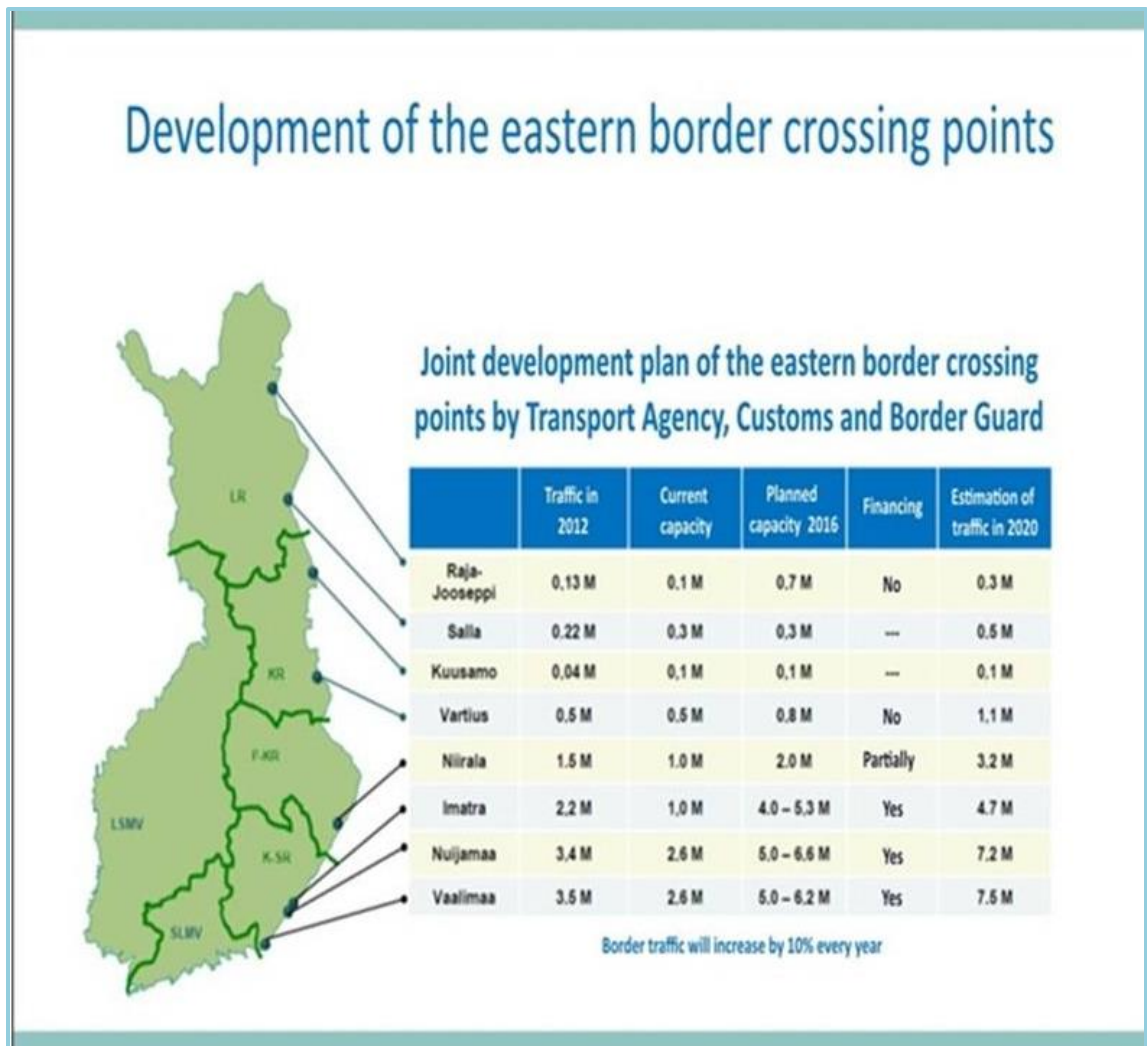 Development of the eastern border crossing points
Joint development plan of the eastern border crossing
points by Transport Agency, Customs and Border Guard
Traffic in 2012 Current capacity Planned capacity 2016 Financing Estimation of traffic in 2020
Raja-Jooseppi 0,13 M 0.1 M 0.7 M No 0.3 M
Salla 0.22 M 0.3 M 0.3 M --- 0.5 M
Kuusamo 0,04 M 0,1 M 0,1 M --- 0,1 M
Vartius 0.5 M 0.5 M 0.8 M No 1,1 M
Niirala 1.5 M 1.0 M 2.0 M Partially 3,2 M
Imatra 2,2 M 1,0 M 4.0 – 5,3 M Yes 4.7 M
Nuijamaa 3,4 M 2.6 M 5,0 – 6,6 M Yes 7,2 M
Vaalimaa 3.5 M 2,6 M 5.0 – 6,2 M Yes 7.5 M
Border traffic will increase by 10% every year
LR
KR
P-KR
LSMV
K-SR
SLMV